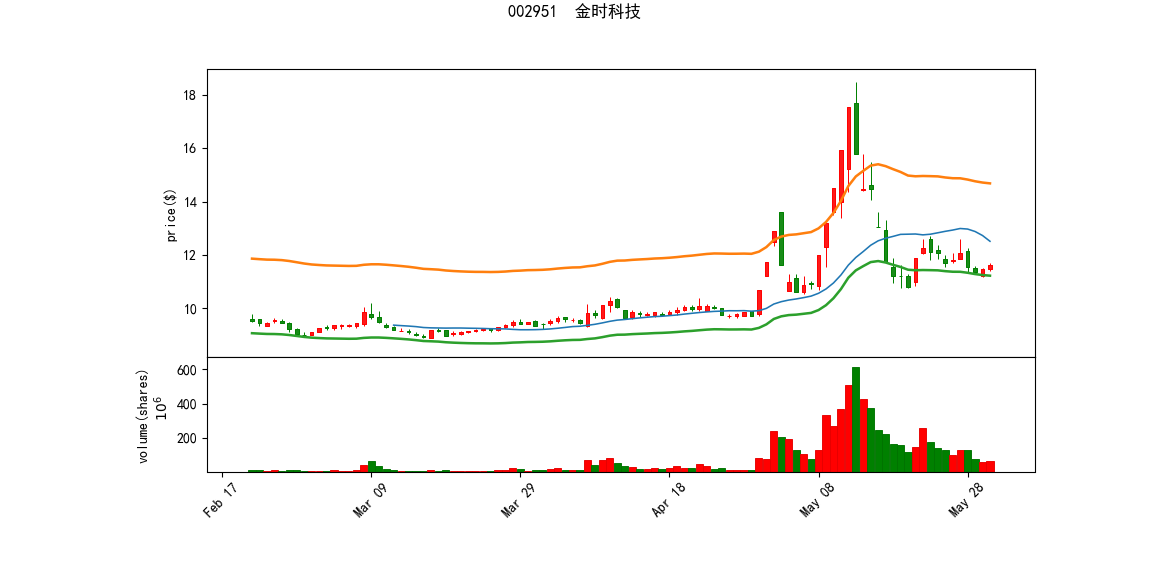 002951 金时科技
price($)
18
16
14
12
10
volume(shares)
10^6
600
400
200
Feb 17
Mar 09
Mar 29
Apr 18
May 08
May 28